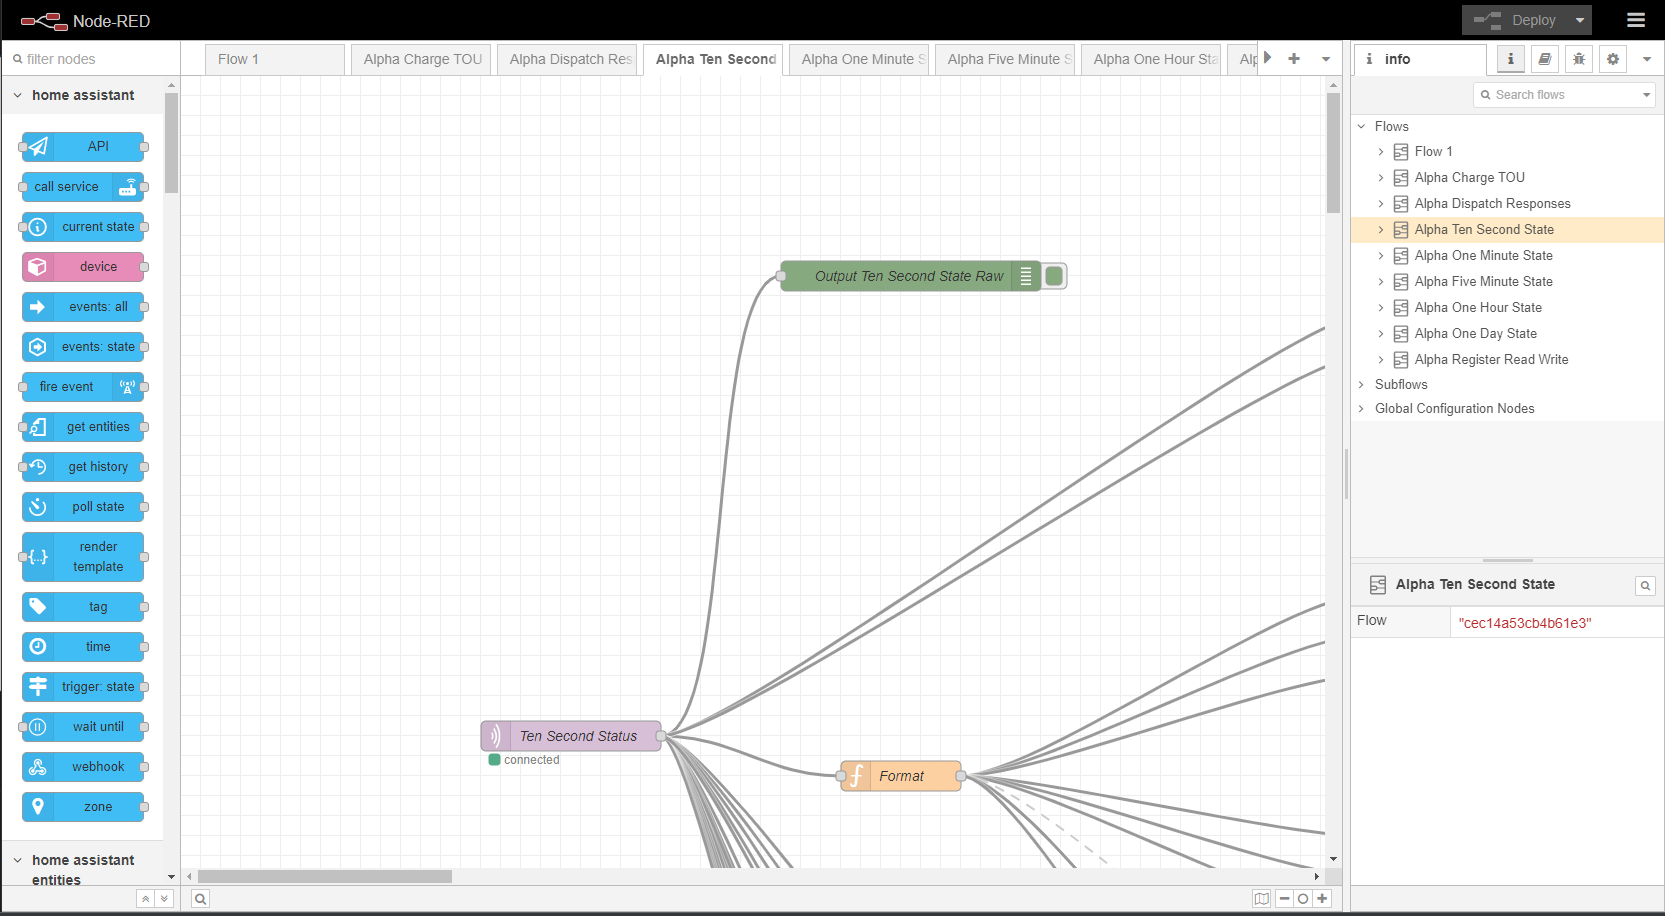 Node-RED
Deploy
filter nodes
Flow 1
Alpha Charge TOU
Alpha Dispatch Res
Alpha Ten Second
Alpha One Minute S
Alpha Five Minute S
Alpha One Hour Sta
Alp
info
Search flows
home assistant
API
call service
current state
device
events: all
events: state
fire event
get entities
get history
poll state
render
template
tag
time
trigger: state
wait until
webhook
zone
home assistant
entities
Output Ten Second State Raw
Ten Second Status
connected
Format
Flows
Flow 1
Alpha Charge TOU
Alpha Dispatch Responses
Alpha Ten Second State
Alpha One Minute State
Alpha Five Minute State
Alpha One Hour State
Alpha One Day State
Alpha Register Read Write
Subflows
Global Configuration Nodes
Alpha Ten Second State
Flow
"cec14a53cb4b61e3"